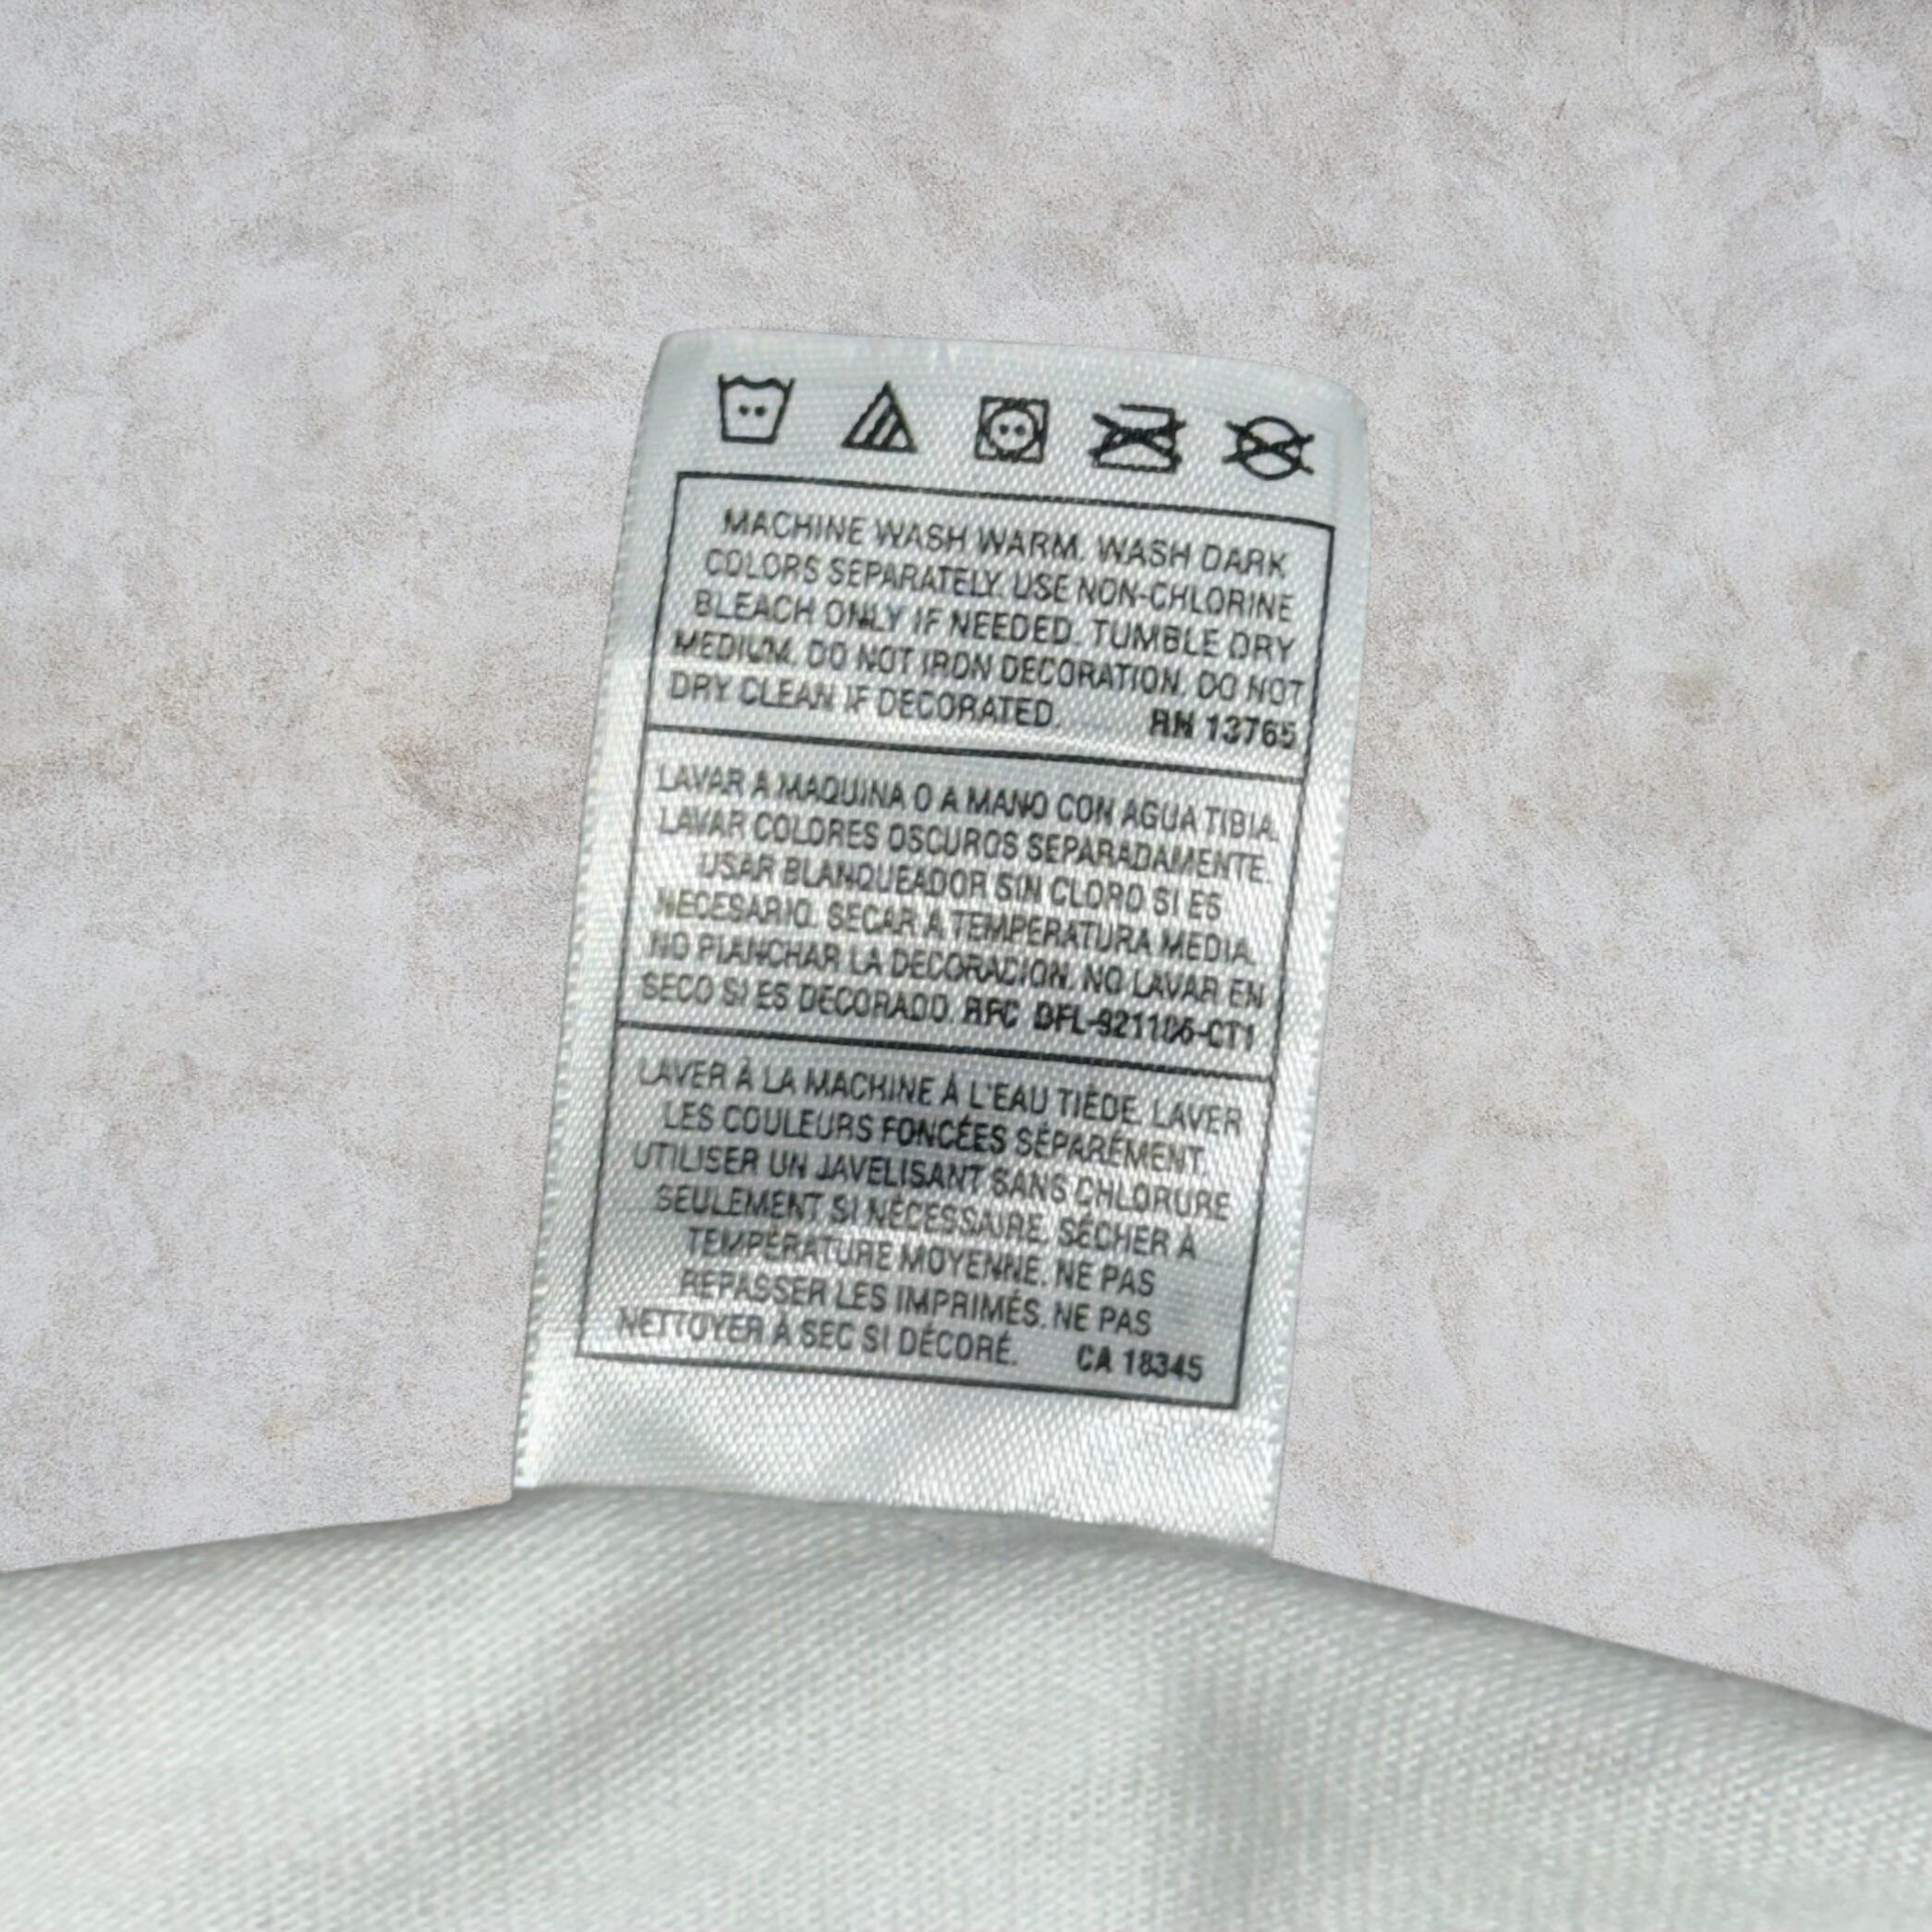 MACHINE WASH WARM. WASH DARK
COLORS SEPARATELY. USE NON-CHLORINE
BLEACH ONLY IF NEEDED. TUMBLE DRY
MEDIUM. DO NOT IRON DECORATION. DO NOT
DRY CLEAN IF DECORATED. RN 13765
LAVAR A MAQUINA O A MANO CON AGUA TIBIA.
LAVAR COLORES OSCUROS SEPARADAMENTE.
USAR BLANQUEADOR SIN CLORO SI ES
NECESARIO. SECAR A TEMPERATURA MEDIA.
NO PLANCHAR LA DECORACION. NO LAVAR EN
SECO SI ES DECORADO. RFC DFL-921106-CT1
LAVER À LA MACHINE À L'EAU TIÈDE. LAVER
LES COULEURS FONCÉES SÉPARÉMENT.
UTILISER UN JAVELISANT SANS CHLORURE
SEULEMENT SI NÉCESSAIRE. SÉCHER À
TEMPÉRATURE MOYENNE. NE PAS
REPASSER LES IMPRIMÉS. NE PAS
NETTOYER À SEC SI DÉCORÉ. CA 18345